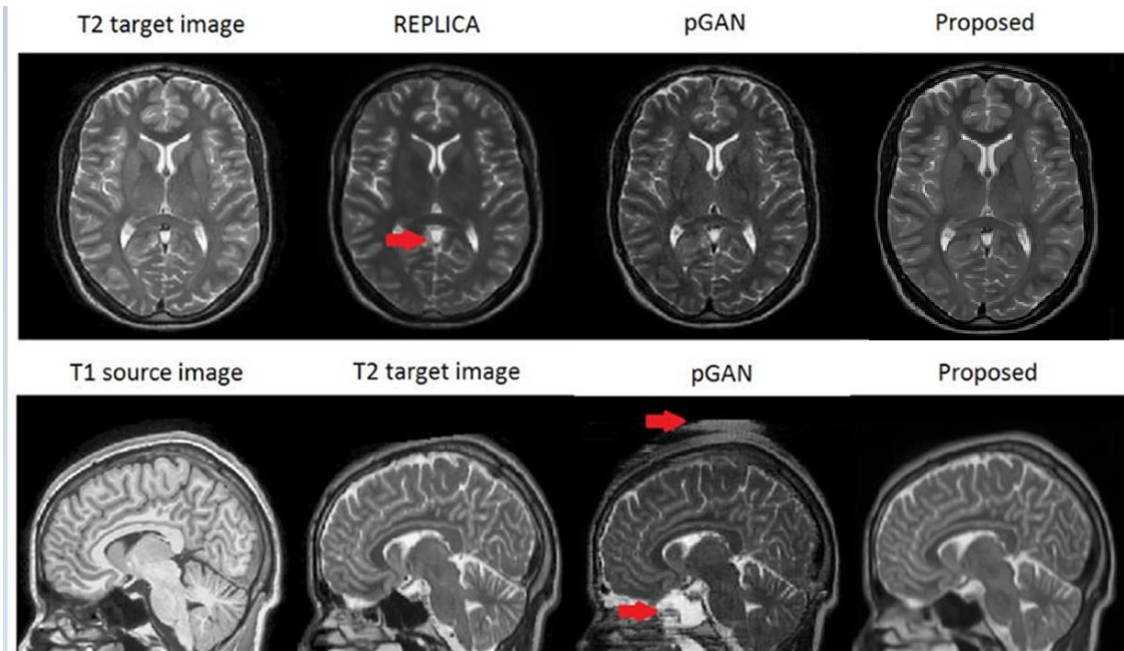 T2 target image REPLICA pGAN Proposed
T1 source image T2 target image pGAN Proposed